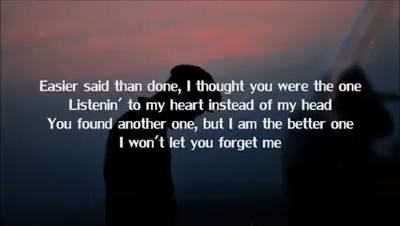 Easier said than done, I thought you were the one
Listenin' to my heart instead of my head
You found another one, but I am the better one
I won't let you forget me